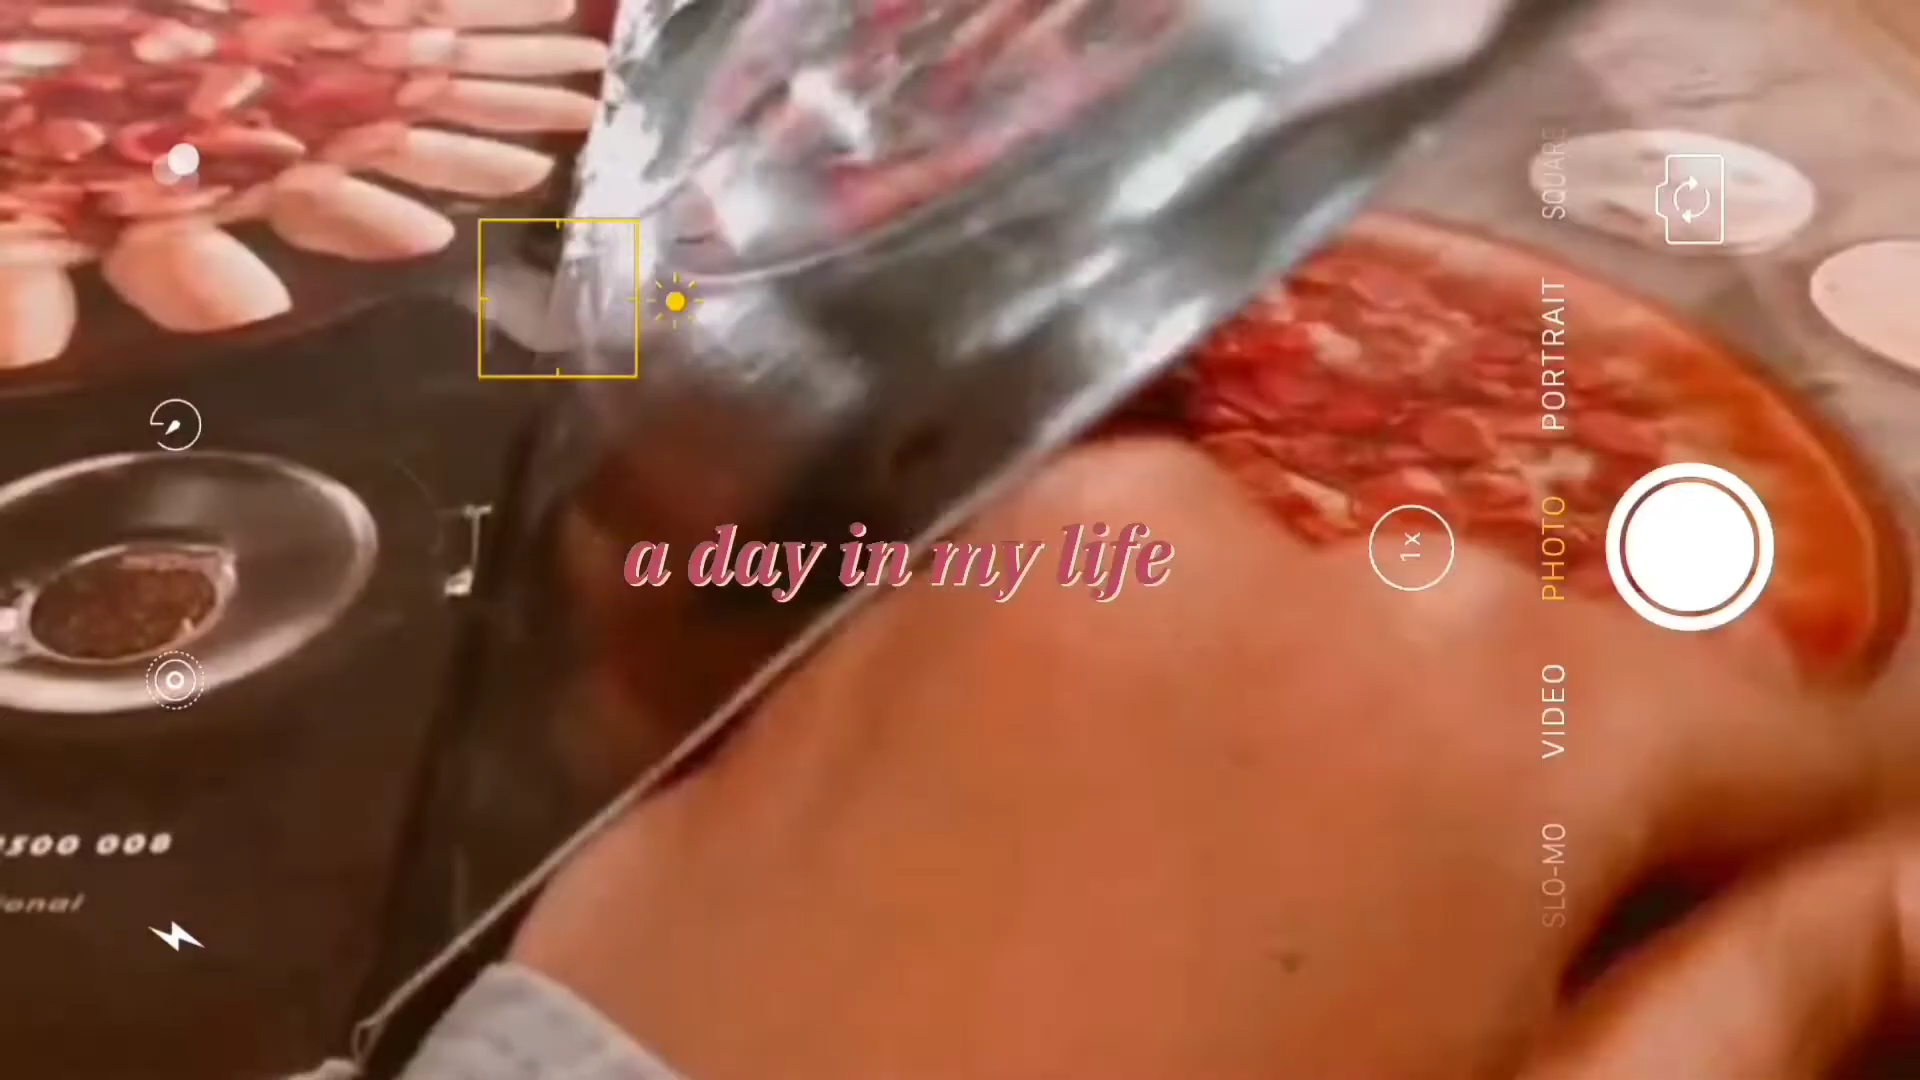 SQUARE
PORTRAIT
a day in my life
1x
PHOTO
VIDEO
500 008
onal
SLO-MO